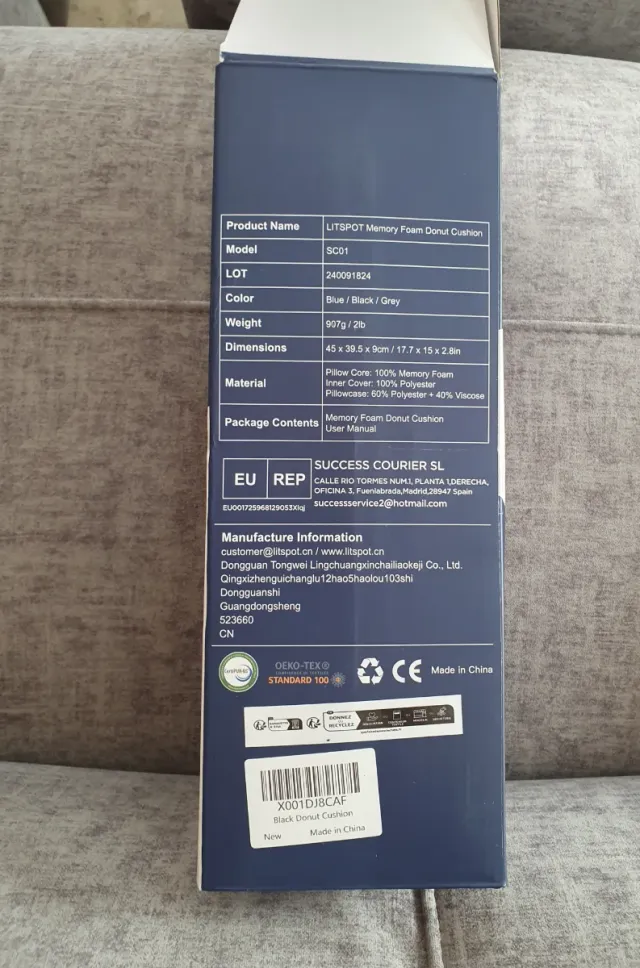 Product Name LITSPOT Memory Foam Donut Cushion
Model SC01
LOT 240091824
Color Blue / Black / Grey
Weight 907g / 2lb
Dimensions 45 x 39.5 x 9cm / 17.7 x 15 x 2.8in
Material Pillow Core: 100% Memory Foam
Inner Cover: 100% Polyester
Pillowcase: 60% Polyester + 40% Viscose
Package Contents Memory Foam Donut Cushion
User Manual
EU REP SUCCESS COURIER SL
CALLE RIO TORMES NUM.1, PLANTA 1,DERECHA,
OFICINA 3, Fuenlabrada,Madrid,28947 Spain
successservice2@hotmail.com
Manufacture Information
customer@litspot.cn / www.litspot.cn
Dongguan Tongwei Lingchuangxinchailiaokeji Co., Ltd.
Qingxizhenguichanglu12hao5haolou103shi
Dongguanshi
Guangdongsheng
523660
CN
OEKO-TEX®
STANDARD 100
CE
Made in China
DONNEZ
RECYCLEZ
X001DJ8CAF
Black Donut Cushion
New Made in China